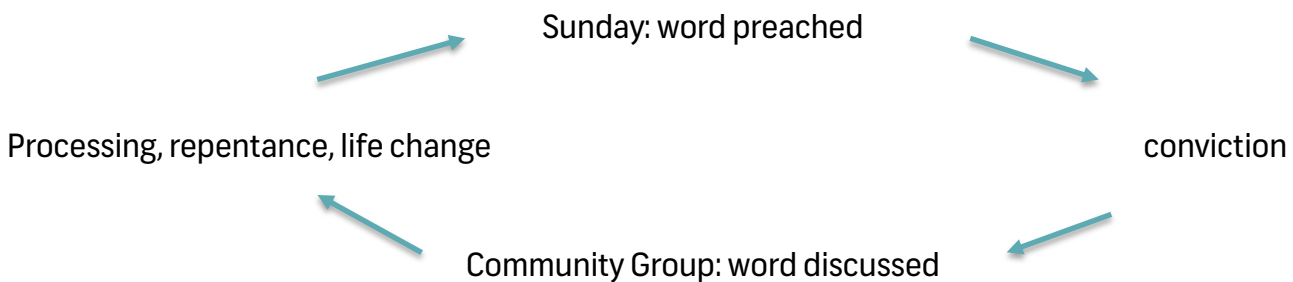 Sunday: word preached
Processing, repentance, life change
conviction
Community Group: word discussed